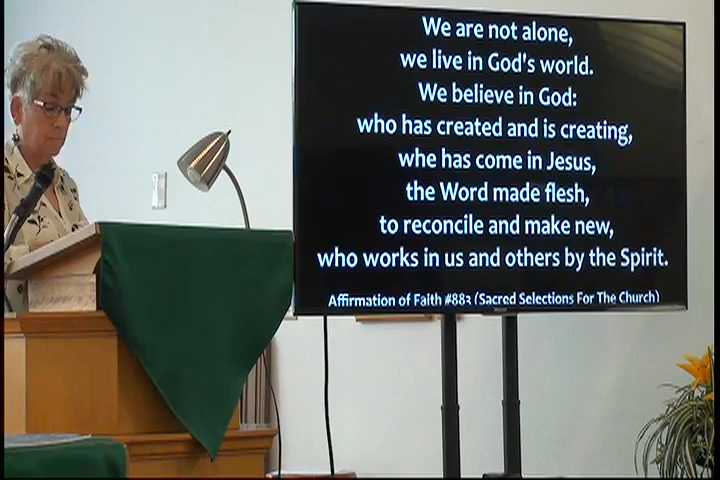 We are not alone,
we live in God's world.
We believe in God:
who has created and is creating,
whe has come in Jesus,
the Word made flesh,
to reconcile and make new,
who works in us and others by the Spirit.
Affirmation of Faith #883 (Sacred Selections For The Church)